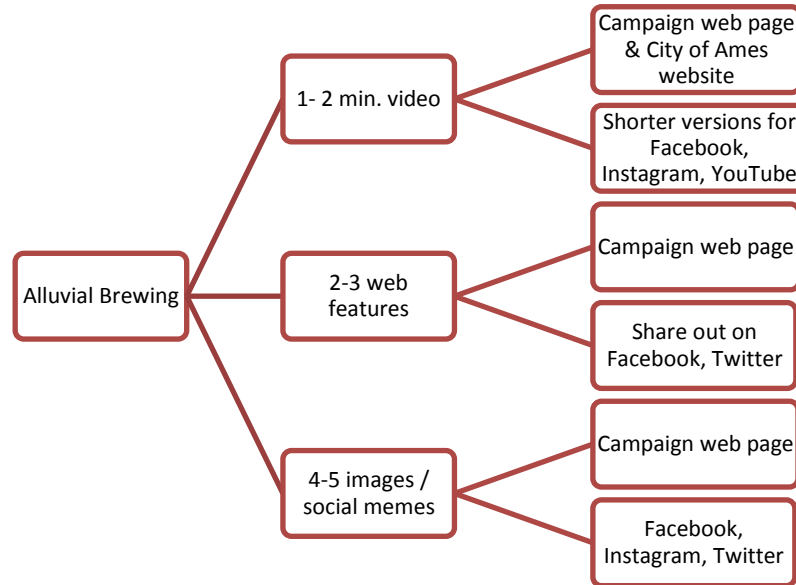 Alluvial Brewing
1- 2 min. video
Campaign web page
& City of Ames
website
Shorter versions for
Facebook,
Instagram, YouTube
2-3 web
features
Campaign web page
Share out on
Facebook, Twitter
4-5 images /
social memes
Campaign web page
Facebook,
Instagram, Twitter